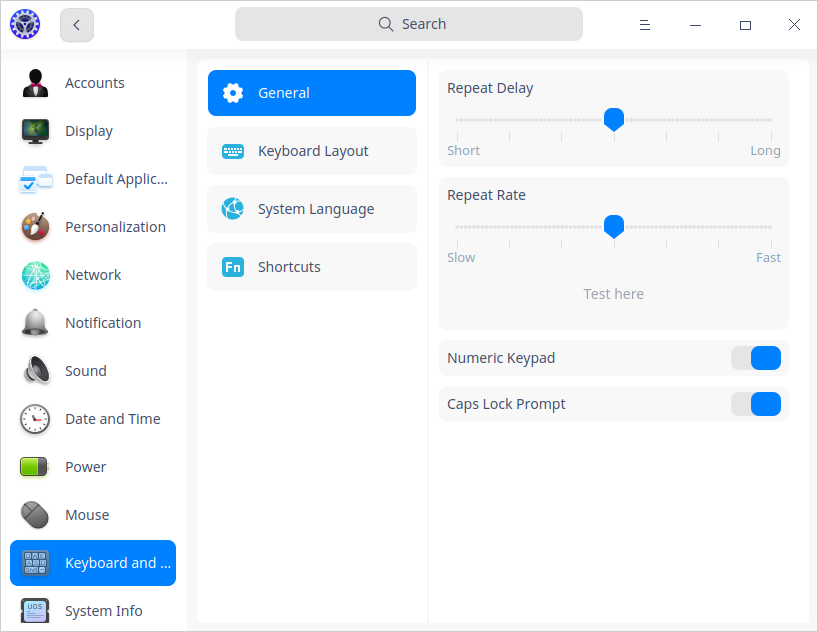 Search
Accounts
Display
Default Applic...
Personalization
Network
Notification
Sound
Date and Time
Power
Mouse
Keyboard and ...
UOS
System Info
General
Keyboard Layout
System Language
Fn
Shortcuts
Repeat Delay
Short Long
Repeat Rate
Slow Fast
Test here
Numeric Keypad
Caps Lock Prompt